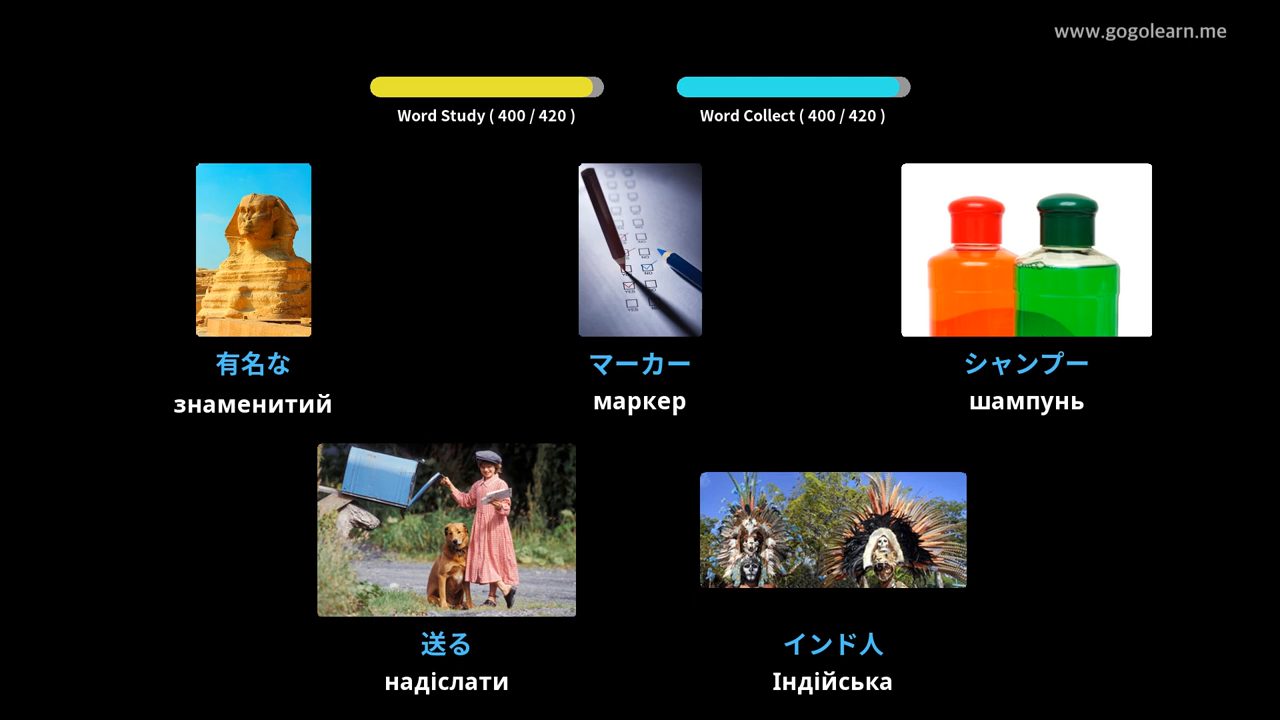 www.gogolearn.me
Word Study ( 400 / 420 )
Word Collect ( 400 / 420 )
有名な
знаменитий
マーカー
маркер
シャンプー
шампунь
送る
надіслати
インド人
Індійська